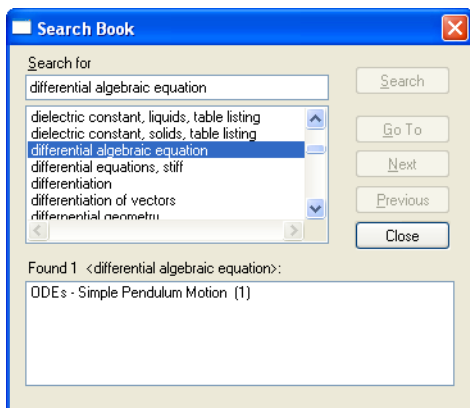 Search Book
Search for
differential algebraic equation
Search
dielectric constant, liquids, table listing
dielectric constant, solids, table listing
differential algebraic equation
differential equations, stiff
differentiation
differentiation of vectors
differnential geometry
Go To
Next
Previous
Close
Found 1 <differential algebraic equation>:
ODEs - Simple Pendulum Motion (1)